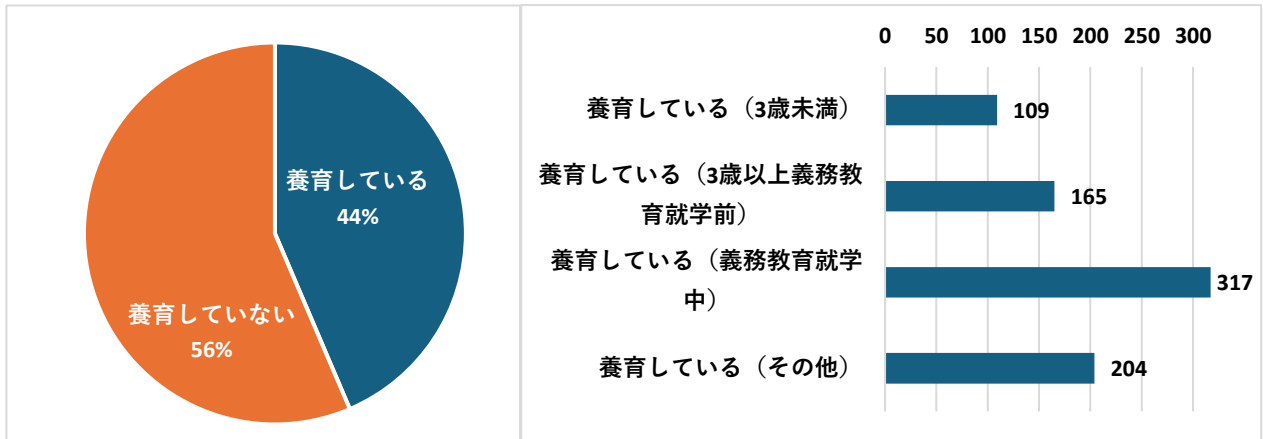 養育している
44%
養育していない
56%
0 50 100 150 200 250 300
養育している（3歳未満）
109
養育している（3歳以上義務教
育就学前）
165
養育している（義務教育就学
中）
317
養育している（その他）
204